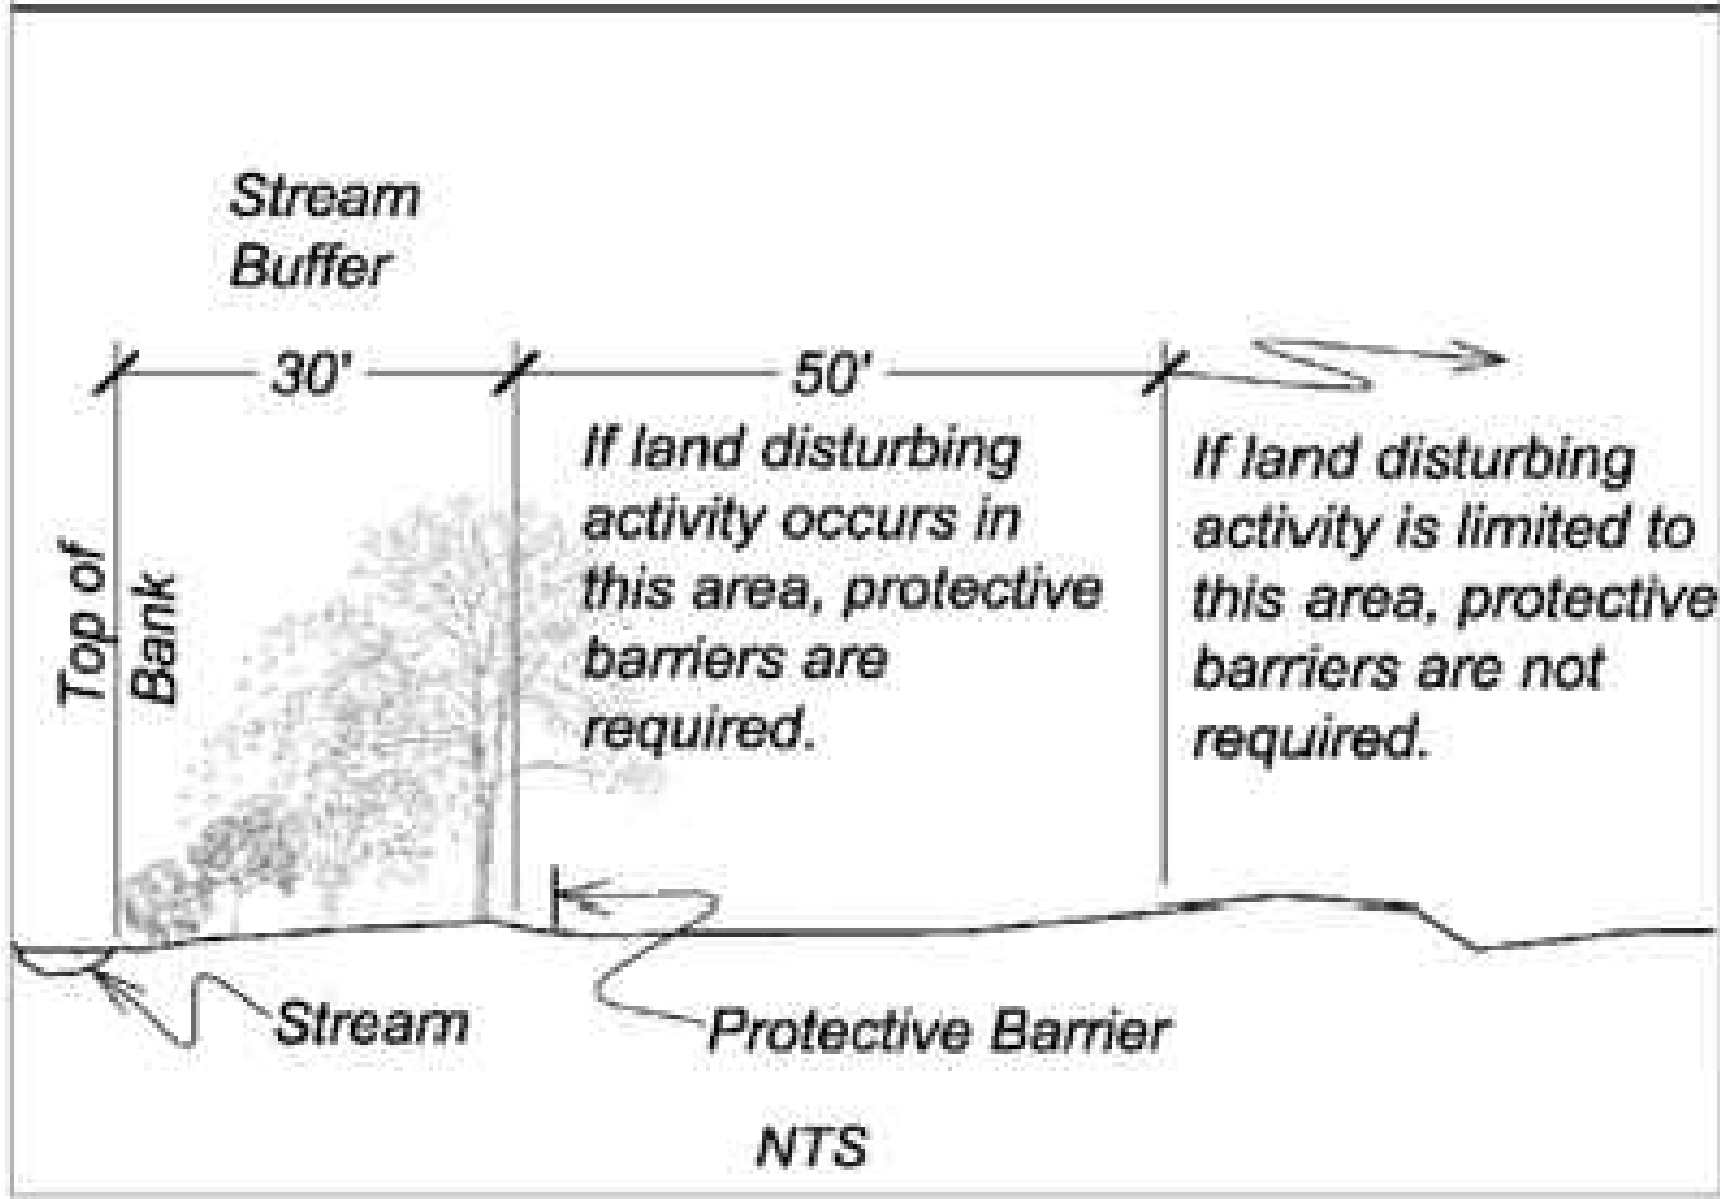 Stream
Buffer
30'
50'
If land disturbing
activity occurs in
this area, protective
barriers are
required.
If land disturbing
activity is limited to
this area, protective
barriers are not
required.
Top of
Bank
Stream
Protective Barrier
NTS